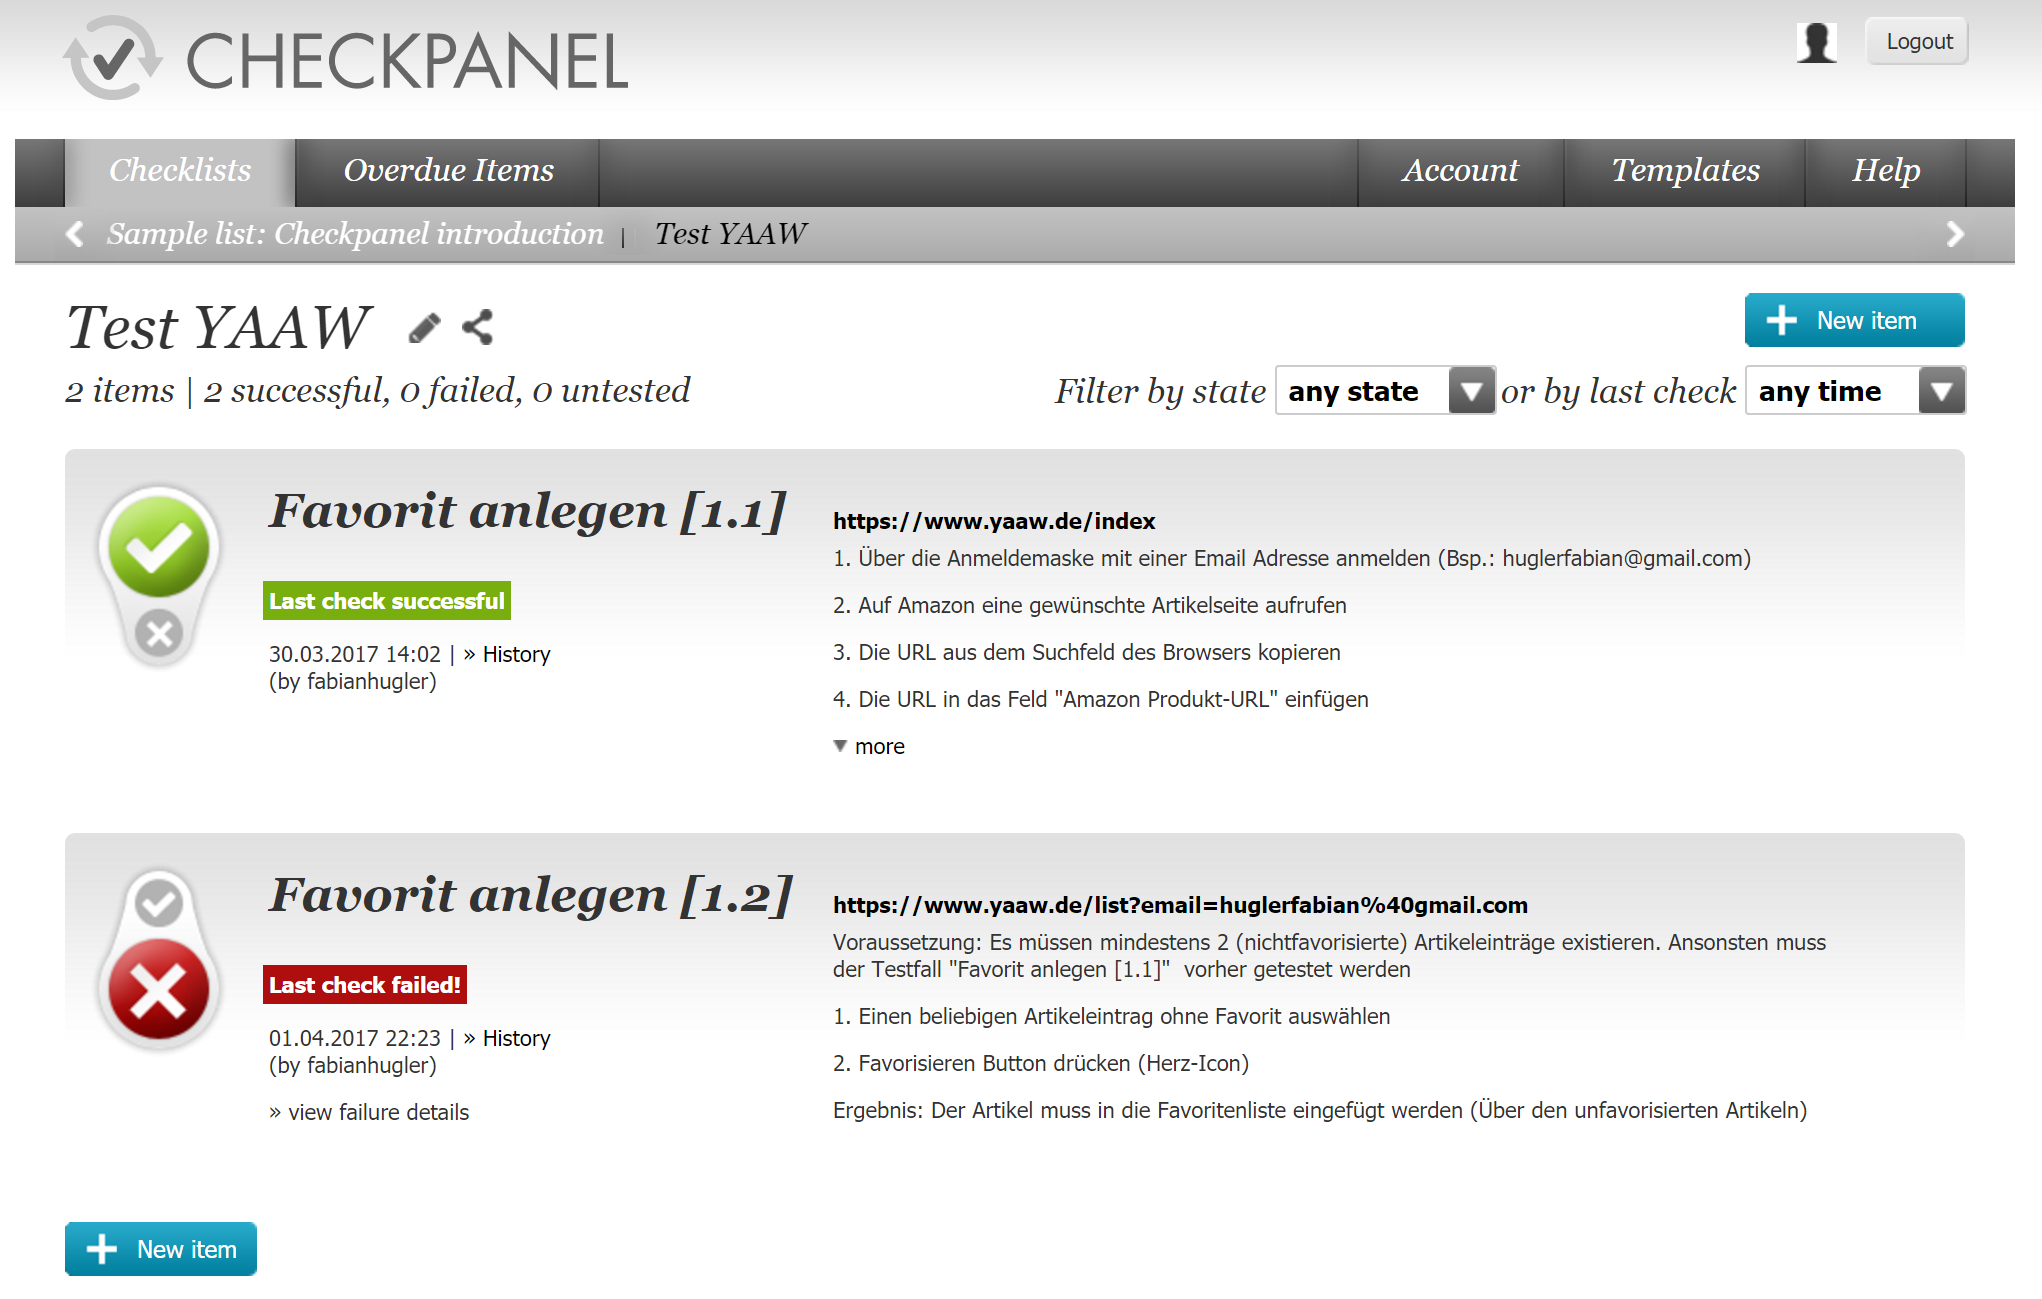 CHECKPANEL
Logout
Checklists
Overdue Items
Account
Templates
Help
Sample list: Checkpanel introduction | Test YAAW
Test YAAW
New item
2 items | 2 successful, 0 failed, 0 untested
Filter by state any state or by last check any time
Favorit anlegen [1.1]
Last check successful
30.03.2017 14:02 | » History
(by fabianhugler)
https://www.yaaw.de/index
1. Über die Anmeldemaske mit einer Email Adresse anmelden (Bsp.: huglerfabian@gmail.com)
2. Auf Amazon eine gewünschte Artikelseite aufrufen
3. Die URL aus dem Suchfeld des Browsers kopieren
4. Die URL in das Feld "Amazon Produkt-URL" einfügen
more
Favorit anlegen [1.2]
Last check failed!
01.04.2017 22:23 | » History
(by fabianhugler)
» view failure details
https://www.yaaw.de/list?email=huglerfabian%40gmail.com
Voraussetzung: Es müssen mindestens 2 (nichtfavorisierte) Artikeleinträge existieren. Ansonsten muss
der Testfall "Favorit anlegen [1.1]" vorher getestet werden
1. Einen beliebigen Artikeleintrag ohne Favorit auswählen
2. Favorisieren Button drücken (Herz-Icon)
Ergebnis: Der Artikel muss in die Favoritenliste eingefügt werden (Über den unfavorisierten Artikeln)
New item